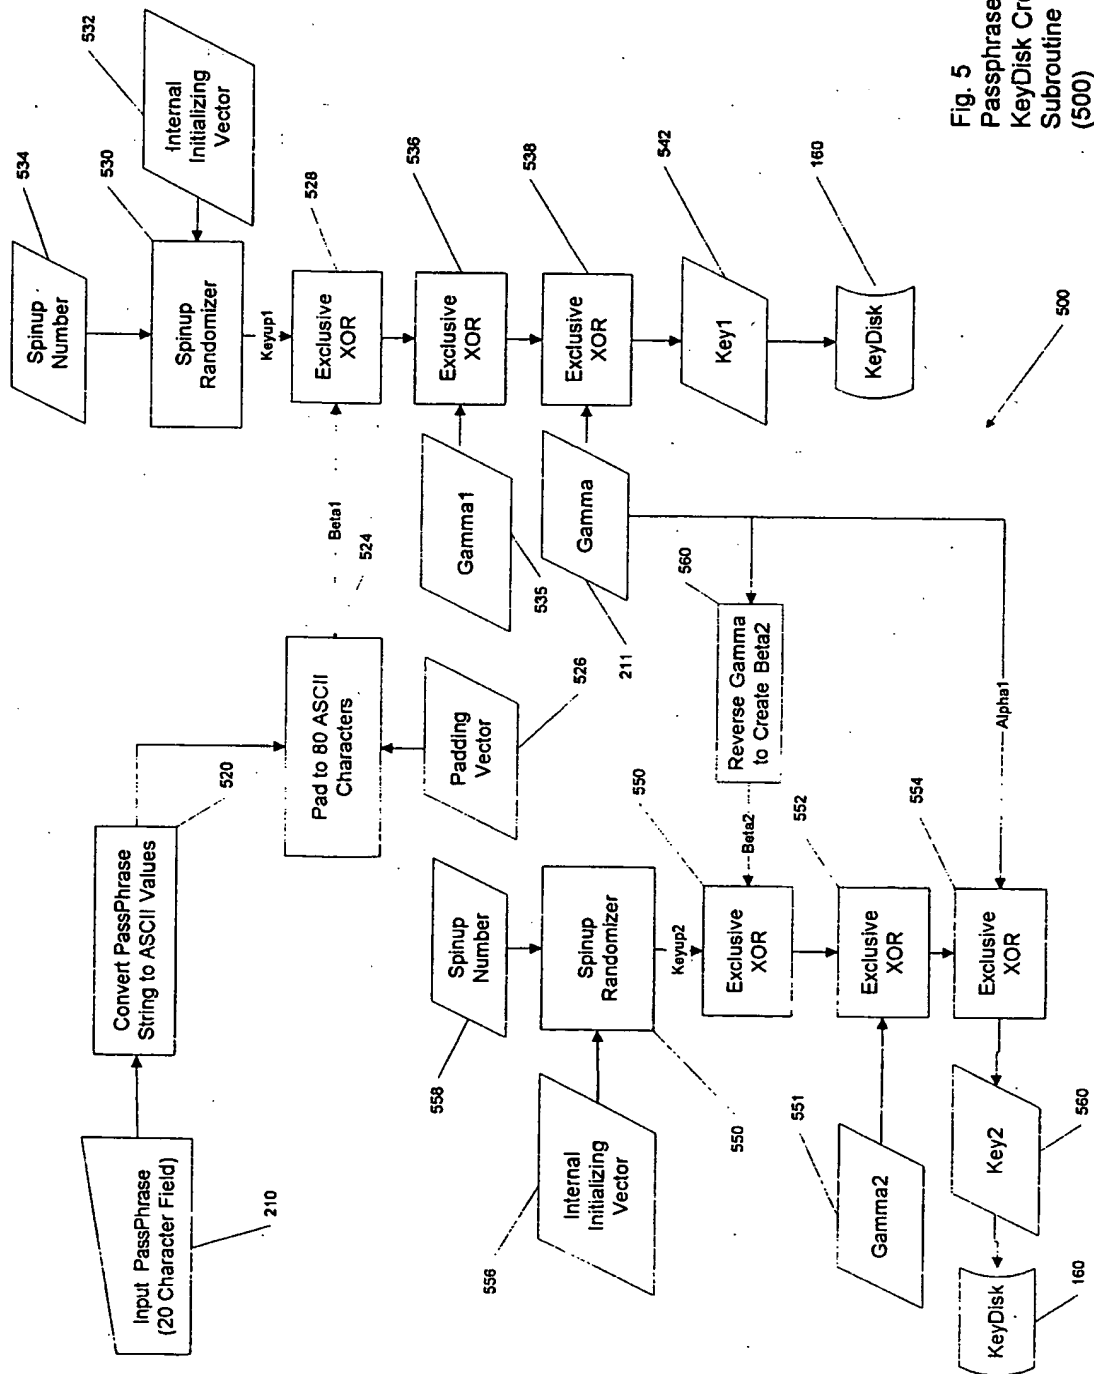 Input PassPhrase
(20 Character Field)
210
Convert PassPhrase
String to ASCII Values
520
Pad to 80 ASCII
Characters
Padding
Vector
526
Beta1
524
534
Spinup
Number
530
Spinup
Randomizer
532
Internal
Initializing
Vector
Keyup1
528
Exclusive
XOR
536
Exclusive
XOR
Gamma1
535
538
Exclusive
XOR
Gamma
211
542
Key1
160
KeyDisk
500
560
Reverse Gamma
to Create Beta2
Alpha1
Beta2
558
Spinup
Number
Spinup
Randomizer
550
556
Internal
Initializing
Vector
Keyup2
550
Exclusive
XOR
552
Exclusive
XOR
551
Gamma2
554
Exclusive
XOR
Key2
560
KeyDisk
160
Fig. 5
Passphrase
KeyDisk
Subroutine
(500)